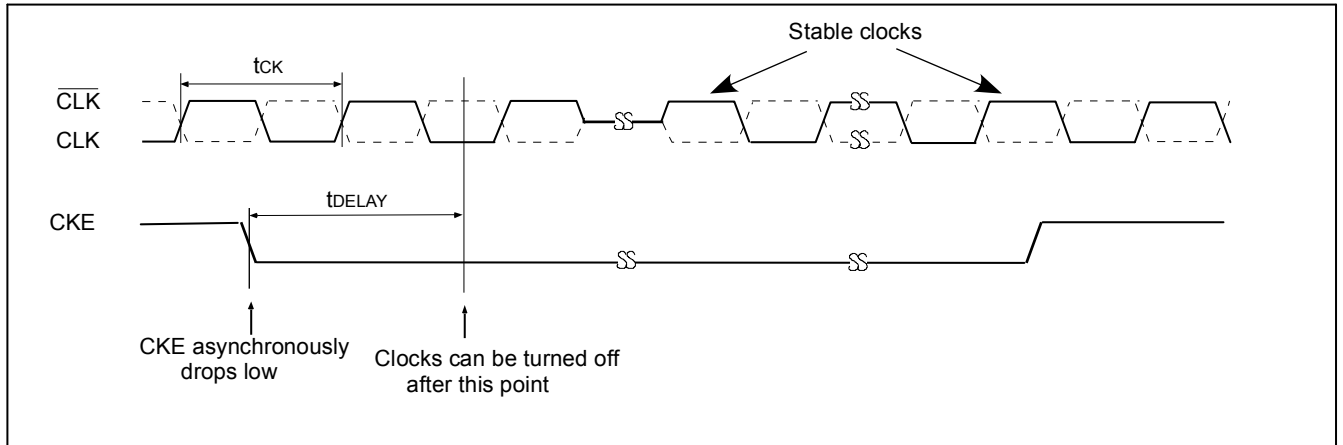 Stable clocks
tCK
CLK
CLK
tDELAY
CKE
CKE asynchronously
drops low
Clocks can be turned off
after this point